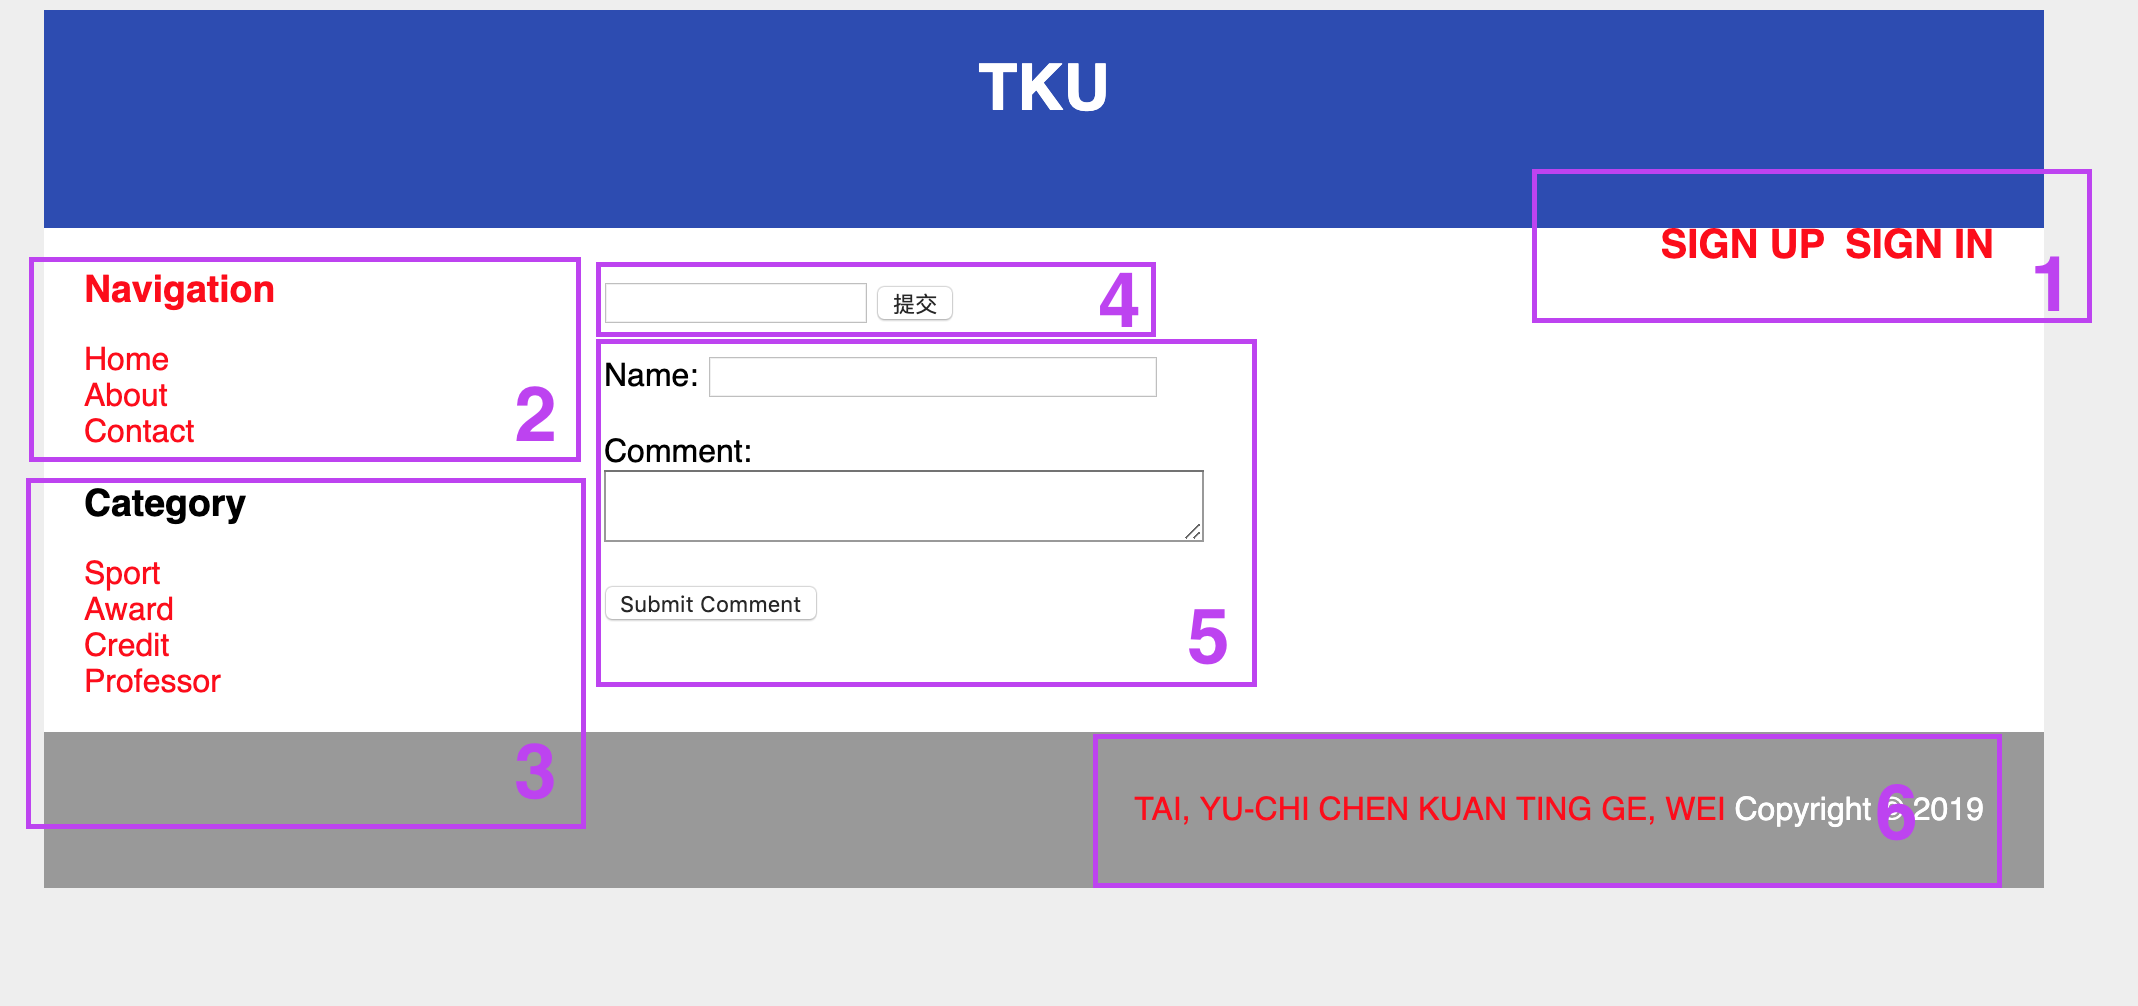 TKU
SIGN UP SIGN IN
1
Navigation
Home
About
Contact
2
Category
Sport
Award
Credit
Professor
3
提交
4
Name:
Comment:
Submit Comment
5
TAI, YU-CHI CHEN KUAN TING GE, WEI Copyright © 2019
6